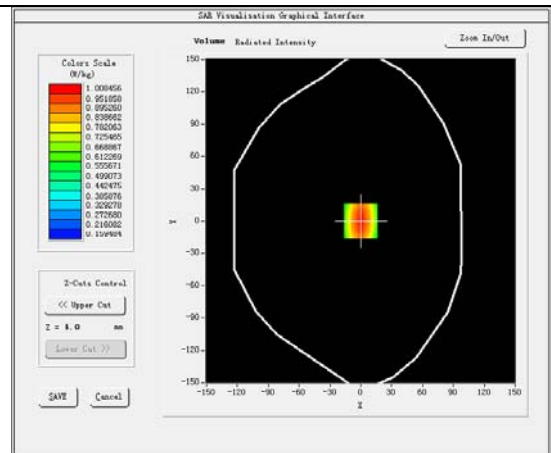 SAR Visualisation Graphical Interface
Volume Radiated Intensity
Zoom In/Out
Colors Scale
(W/kg)
1.008456
0.951858
0.895260
0.838662
0.782063
0.725465
0.668867
0.612269
0.555671
0.499073
0.442475
0.385876
0.329278
0.272680
0.216082
0.159484
Z-Cuts Control
<< Upper Cut
Z = 4.0 mm
Lower Cut >>
SAVE
Cancel
150
120
90
60
30
0
-30
-60
-90
-120
-150
Y
-150 -120 -90 -60 -30 0 30 60 90 120 150
X